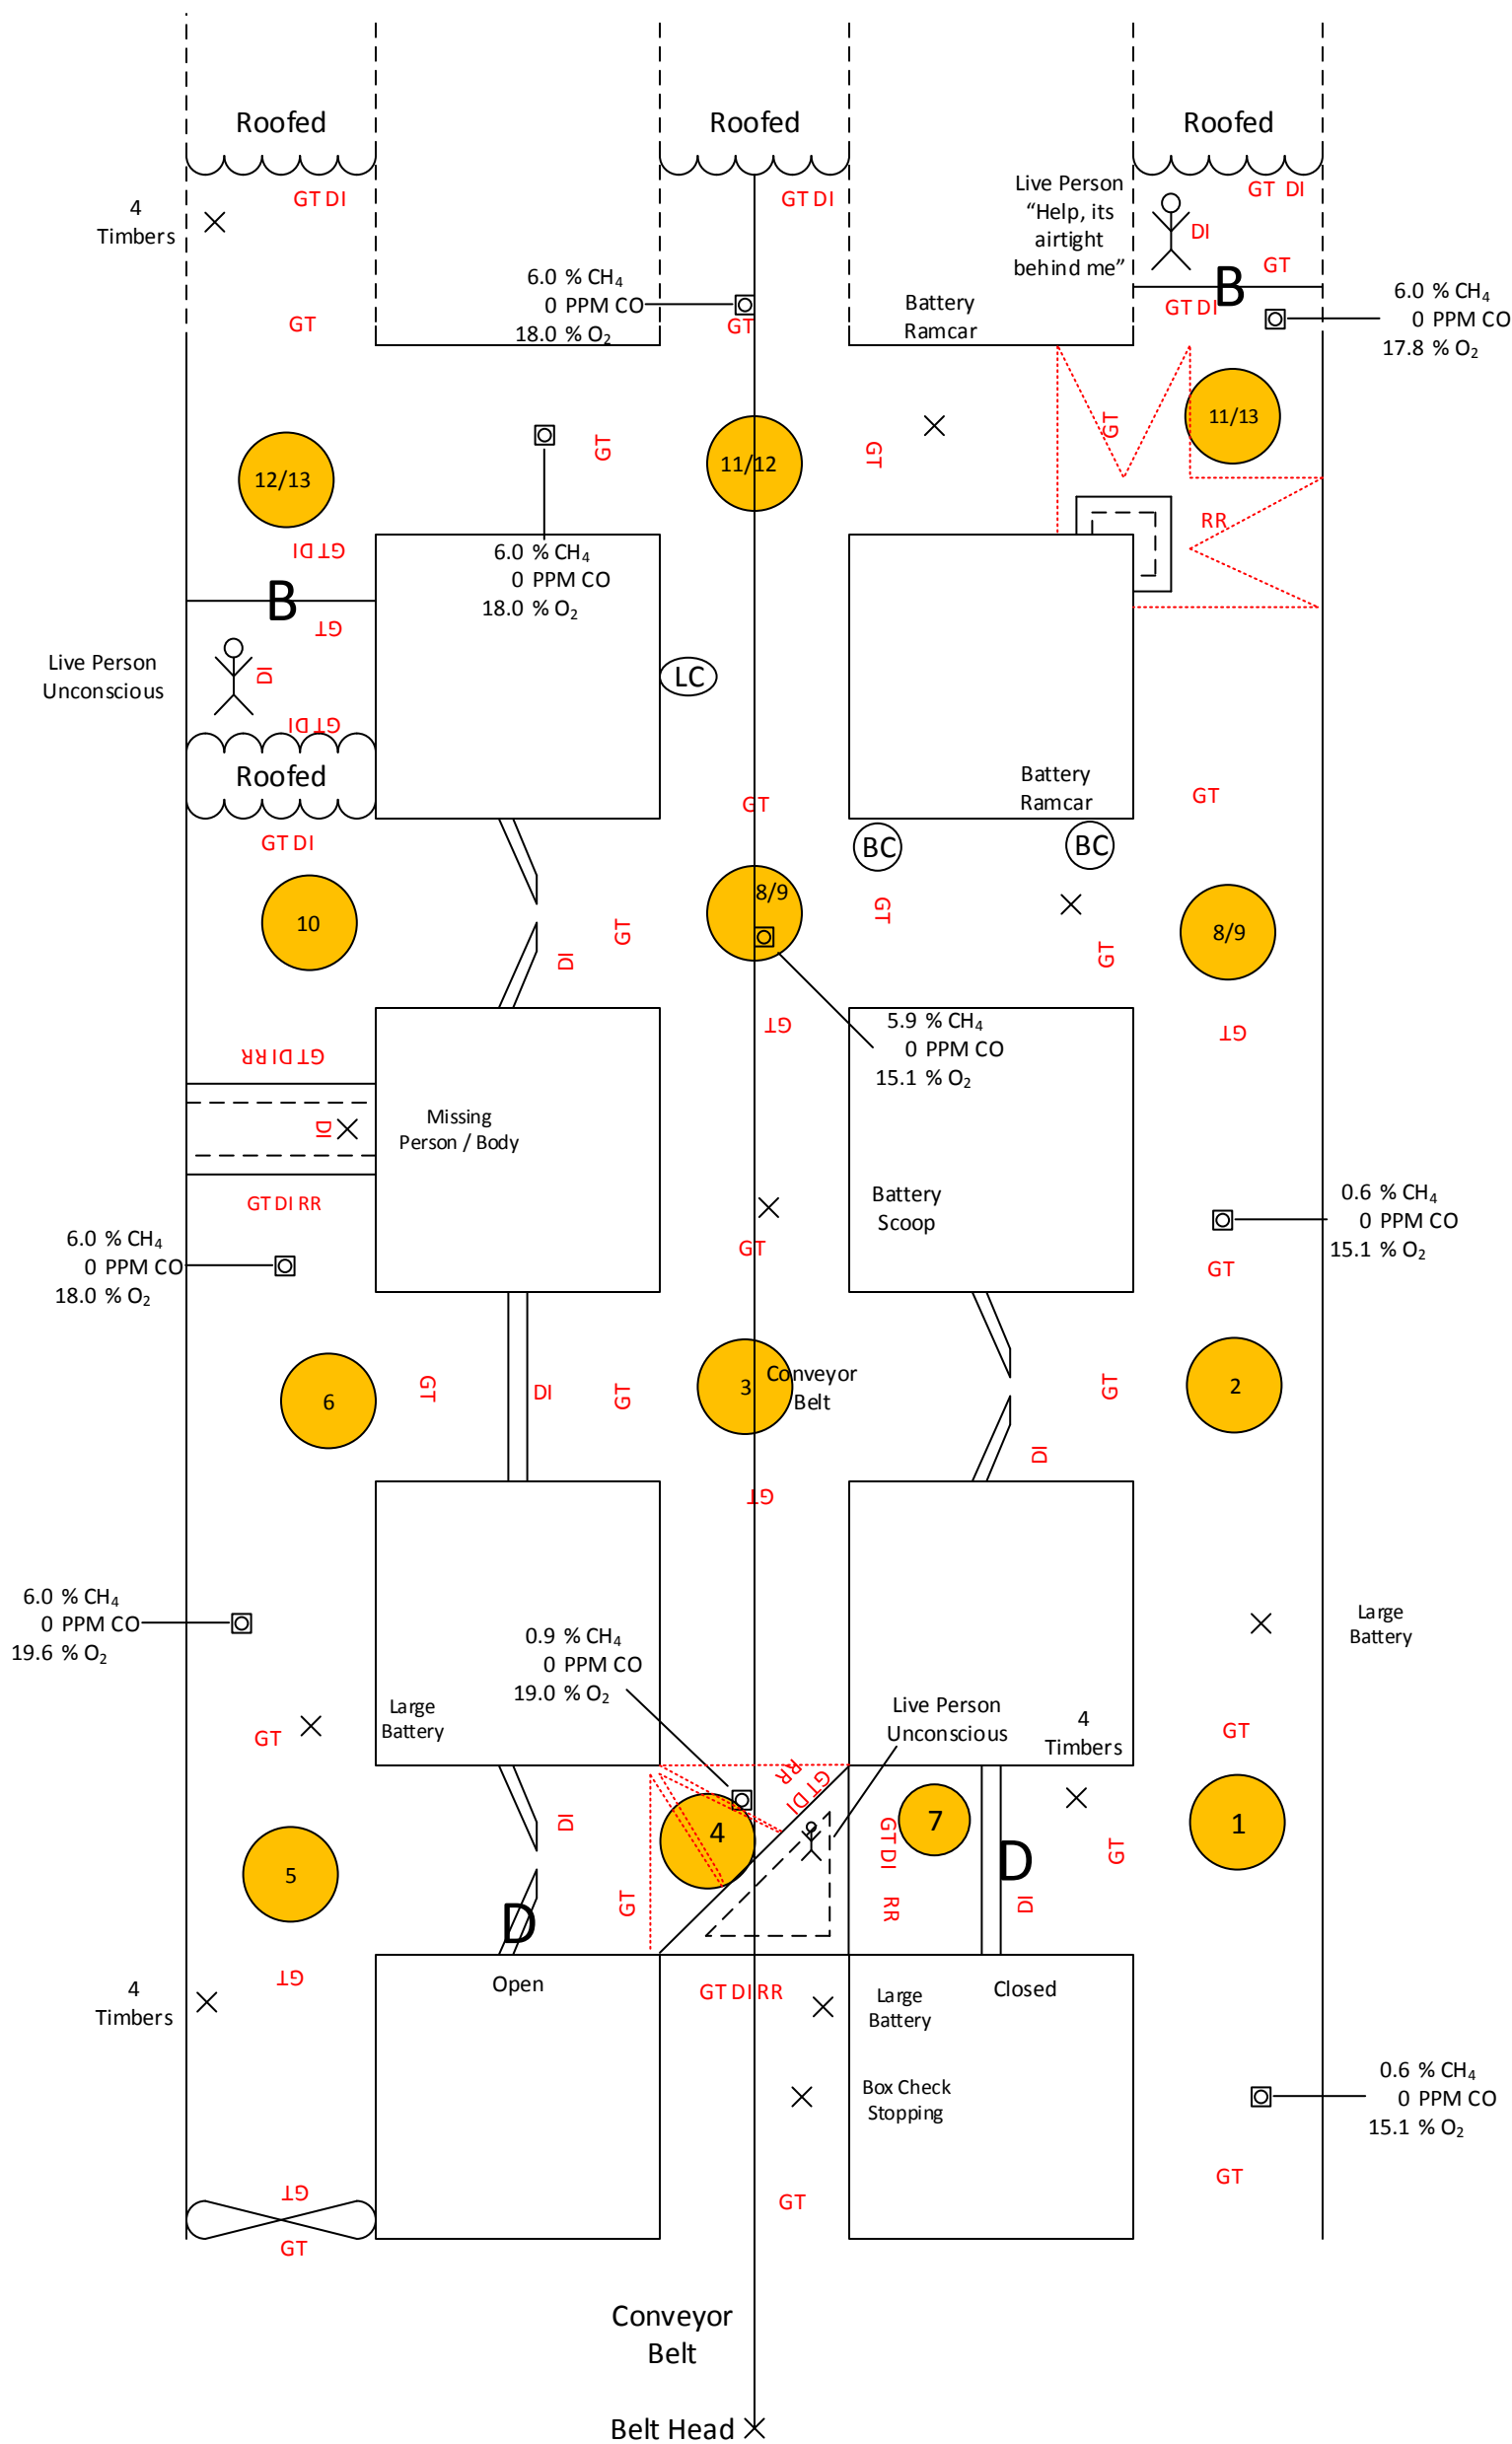 Roofed
Roofed
Roofed
GT DI
GT DI
GT DI
4
Timbers
Live Person
“Help, its
airtight
behind me”
DI
GT
B
GT DI
6.0 % CH₄
0 PPM CO
18.0 % O₂
GT
GT
Battery
Ramcar
6.0 % CH₄
0 PPM CO
17.8 % O₂
12/13
GT
11/12
GT
GT
11/13
RR
GT DI
6.0 % CH₄
0 PPM CO
18.0 % O₂
B
GT
Live Person
Unconscious
DI
LC
GT DI
Roofed
GT
Battery
Ramcar
GT
GT DI
BC
BC
10
DI
GT
8/9
GT
GT
8/9
GT DI RR
GT
5.9 % CH₄
0 PPM CO
15.1 % O₂
GT
DI
Missing
Person / Body
GT DI RR
Battery
Scoop
0.6 % CH₄
0 PPM CO
15.1 % O₂
6.0 % CH₄
0 PPM CO
18.0 % O₂
GT
GT
6
GT
DI
GT
3
Conveyor
Belt
GT
2
DI
GT
6.0 % CH₄
0 PPM CO
19.6 % O₂
0.9 % CH₄
0 PPM CO
19.0 % O₂
Large
Battery
GT
Large
Battery
Live Person
Unconscious
4
Timbers
GT
5
DI
D
GT
4
RR
GT DI
GT DI
RR
7
D
DI
GT
1
GT
4
Timbers
Open
GT DI RR
Large
Battery
Closed
Box Check
Stopping
0.6 % CH₄
0 PPM CO
15.1 % O₂
GT
GT
GT
GT
Conveyor
Belt
Belt Head